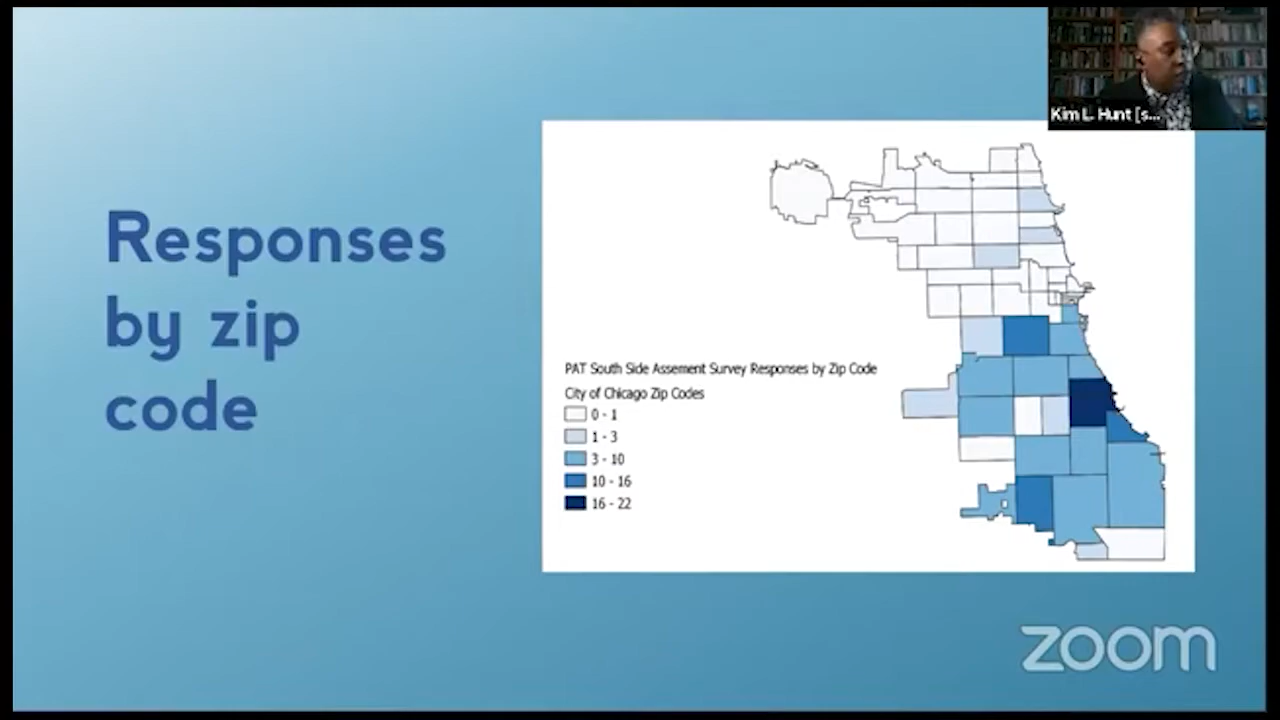 Kim L. Hunt [s...
Responses
by zip
code
PAT South Side Assement Survey Responses by Zip Code
City of Chicago Zip Codes
0 - 1
1 - 3
3 - 10
10 - 16
16 - 22
zoom